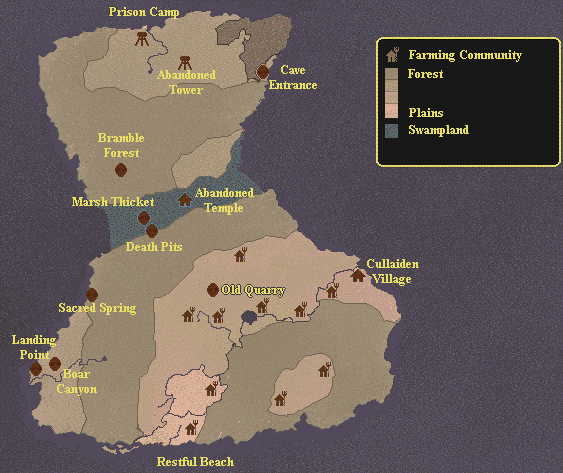 Prison Camp
Abandoned
Tower
Cave
Entrance
Farming Community
Forest
Plains
Swampland
Bramble
Forest
Marsh Thicket
Abandoned
Temple
Death Pits
Cullaiden
Village
Old Quarry
Sacred Spring
Landing
Point
Boar
Canyon
Restful Beach